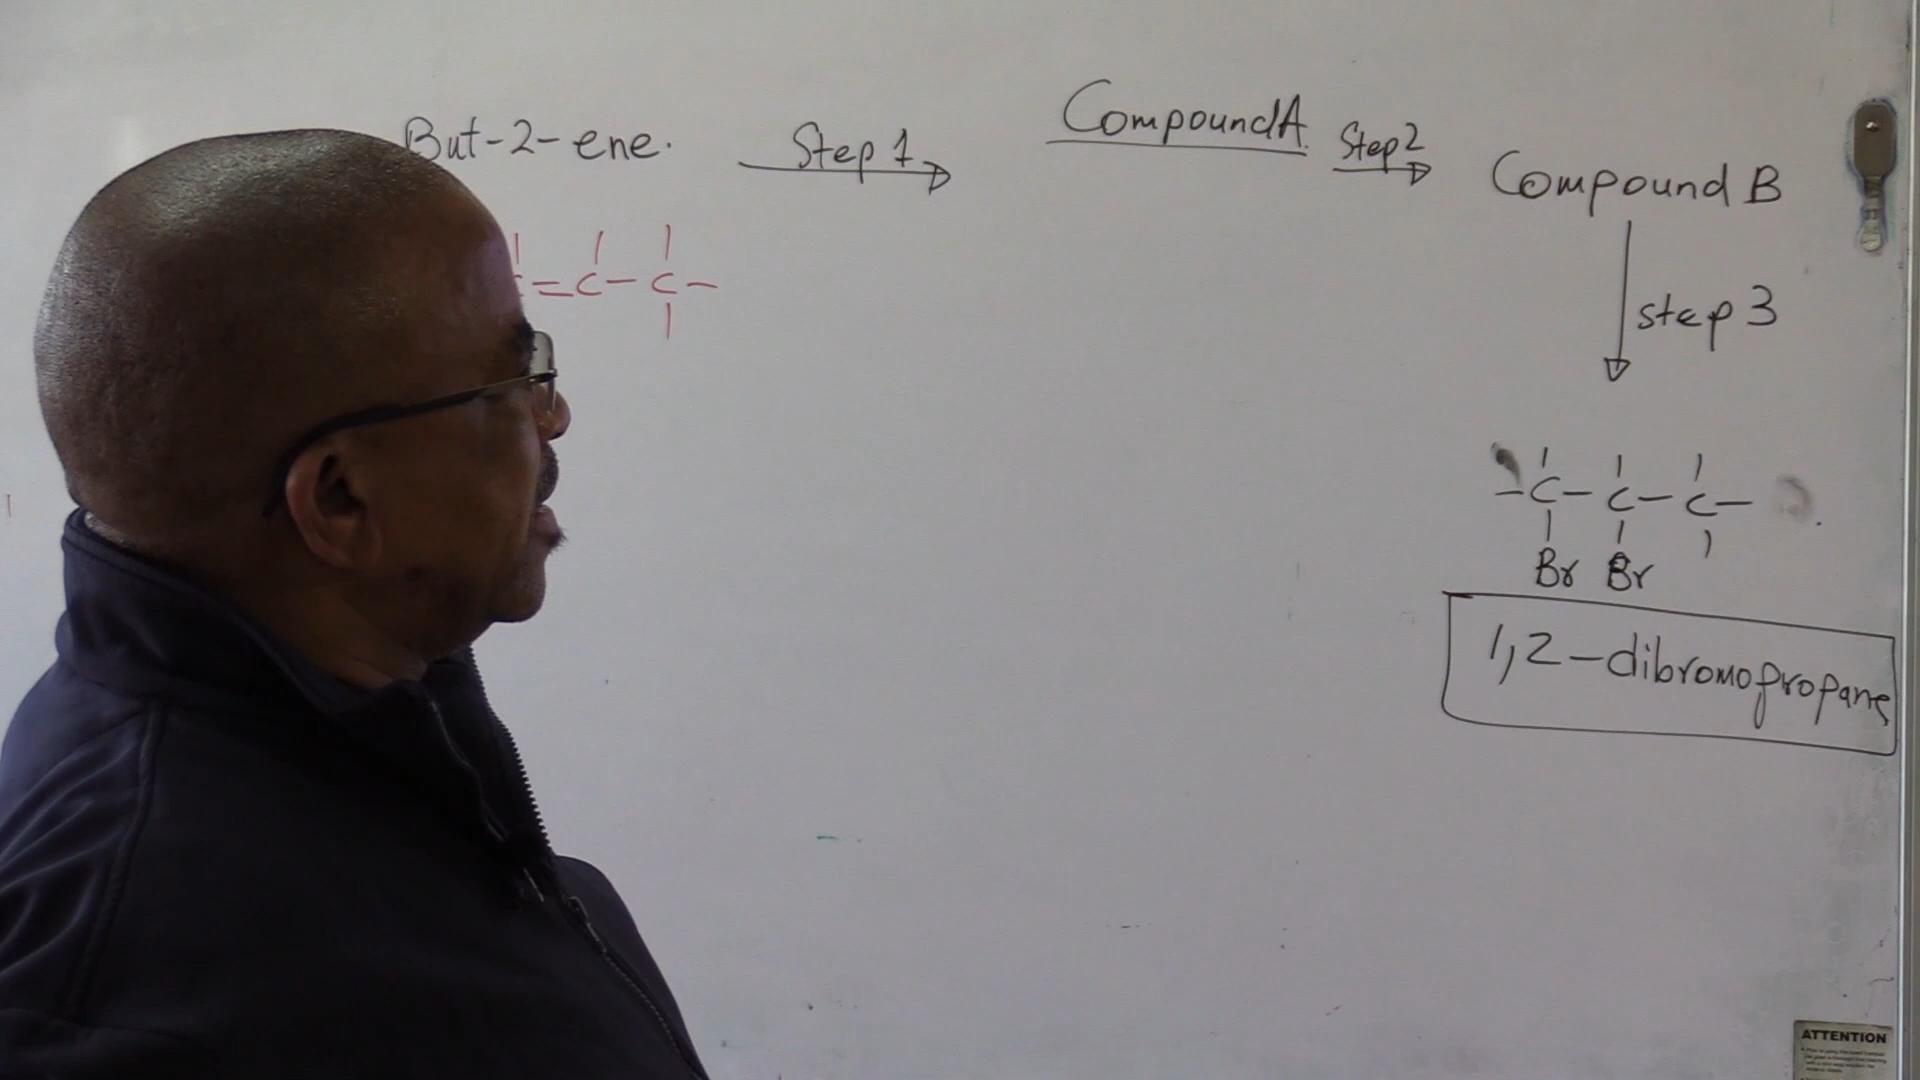 But-2-ene.
Step 1
Compound A.
Step 2
Compound B
=C-C-
step 3
-C-C-C-
Br Br
1,2-dibromopropane
ATTENTION